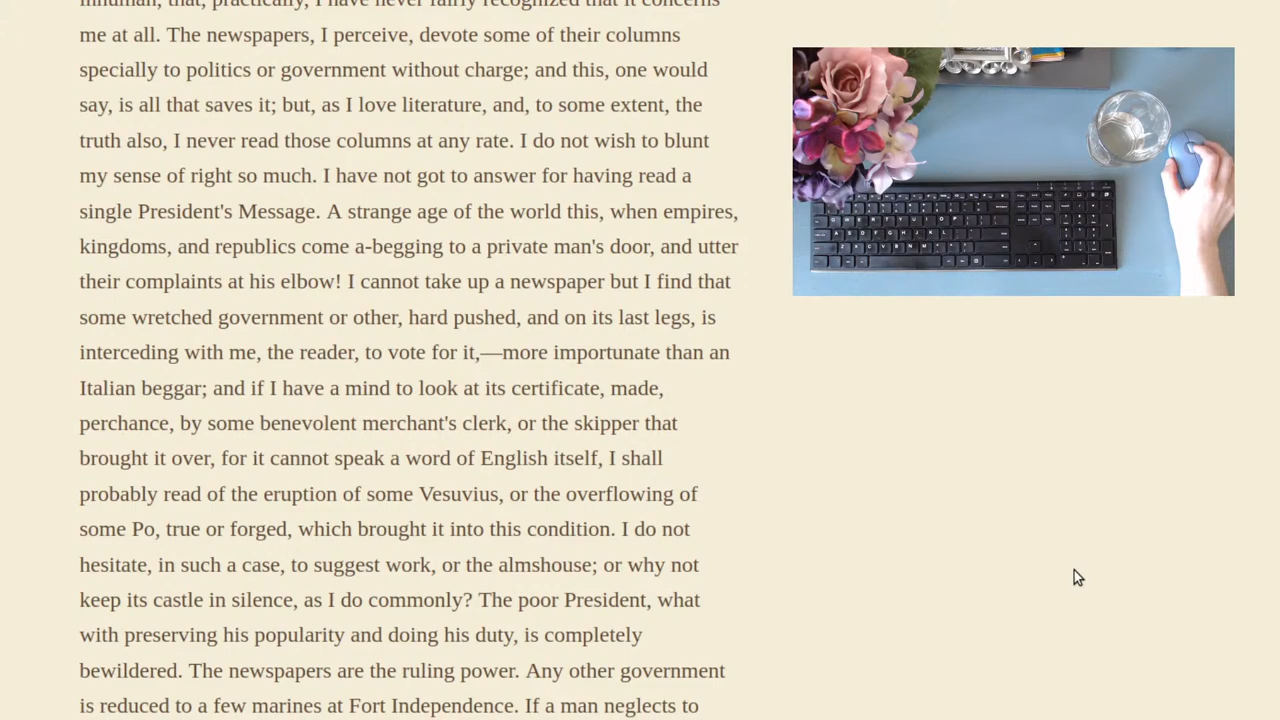 inhuman, that, practically, I have never fairly recognized that it concerns
me at all. The newspapers, I perceive, devote some of their columns
specially to politics or government without charge; and this, one would
say, is all that saves it; but, as I love literature, and, to some extent, the
truth also, I never read those columns at any rate. I do not wish to blunt
my sense of right so much. I have not got to answer for having read a
single President's Message. A strange age of the world this, when empires,
kingdoms, and republics come a-begging to a private man's door, and utter
their complaints at his elbow! I cannot take up a newspaper but I find that
some wretched government or other, hard pushed, and on its last legs, is
interceding with me, the reader, to vote for it,—more importunate than an
Italian beggar; and if I have a mind to look at its certificate, made,
perchance, by some benevolent merchant's clerk, or the skipper that
brought it over, for it cannot speak a word of English itself, I shall
probably read of the eruption of some Vesuvius, or the overflowing of
some Po, true or forged, which brought it into this condition. I do not
hesitate, in such a case, to suggest work, or the almshouse; or why not
keep its castle in silence, as I do commonly? The poor President, what
with preserving his popularity and doing his duty, is completely
bewildered. The newspapers are the ruling power. Any other government
is reduced to a few marines at Fort Independence. If a man neglects to